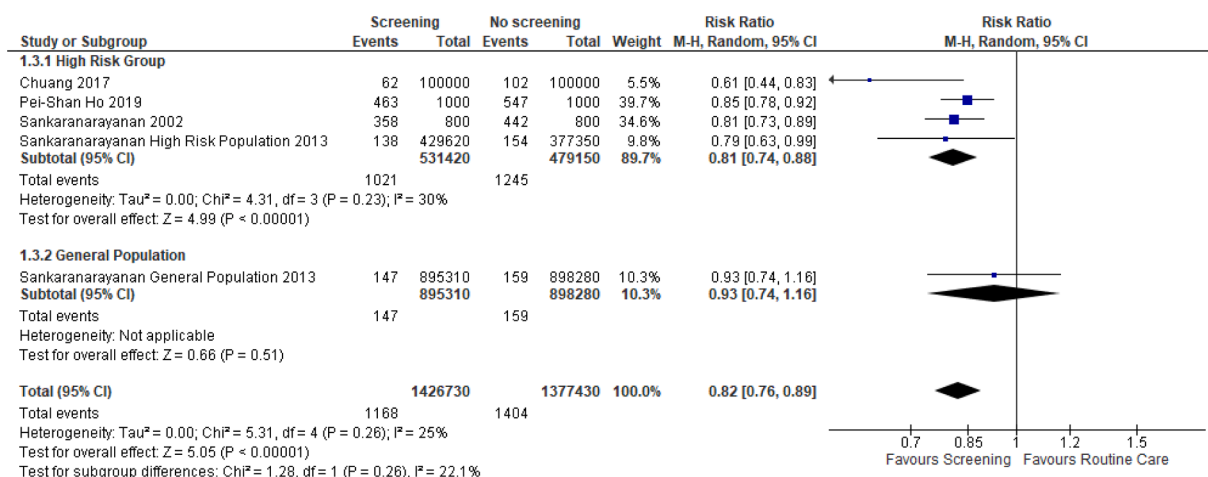 Screening No screening Risk Ratio Risk Ratio
Study or Subgroup Events Total Events Total Weight M-H, Random, 95% CI M-H, Random, 95% CI
1.3.1 High Risk Group
Chuang 2017 62 100000 102 100000 5.5% 0.61 [0.44, 0.83]
Pei-Shan Ho 2019 463 1000 547 1000 39.7% 0.85 [0.78, 0.92]
Sankaranarayanan 2002 358 800 442 800 34.6% 0.81 [0.73, 0.89]
Sankaranarayanan High Risk Population 2013 138 429620 154 377350 9.8% 0.79 [0.63, 0.99]
Subtotal (95% CI) 531420 479150 89.7% 0.81 [0.74, 0.88]
Total events 1021 1245
Heterogeneity: Tau² = 0.00; Chi² = 4.31, df = 3 (P = 0.23); I² = 30%
Test for overall effect: Z = 4.99 (P < 0.00001)
1.3.2 General Population
Sankaranarayanan General Population 2013 147 895310 159 898280 10.3% 0.93 [0.74, 1.16]
Subtotal (95% CI) 895310 898280 10.3% 0.93 [0.74, 1.16]
Total events 147 159
Heterogeneity: Not applicable
Test for overall effect: Z = 0.66 (P = 0.51)
Total (95% CI) 1426730 1377430 100.0% 0.82 [0.76, 0.89]
Total events 1168 1404
Heterogeneity: Tau² = 0.00; Chi² = 5.31, df = 4 (P = 0.26); I² = 25%
Test for overall effect: Z = 5.05 (P < 0.00001)
Test for subgroup differences: Chi² = 1.28, df = 1 (P = 0.26), I² = 22.1%
0.7 0.85 1 1.2 1.5
Favours Screening Favours Routine Care